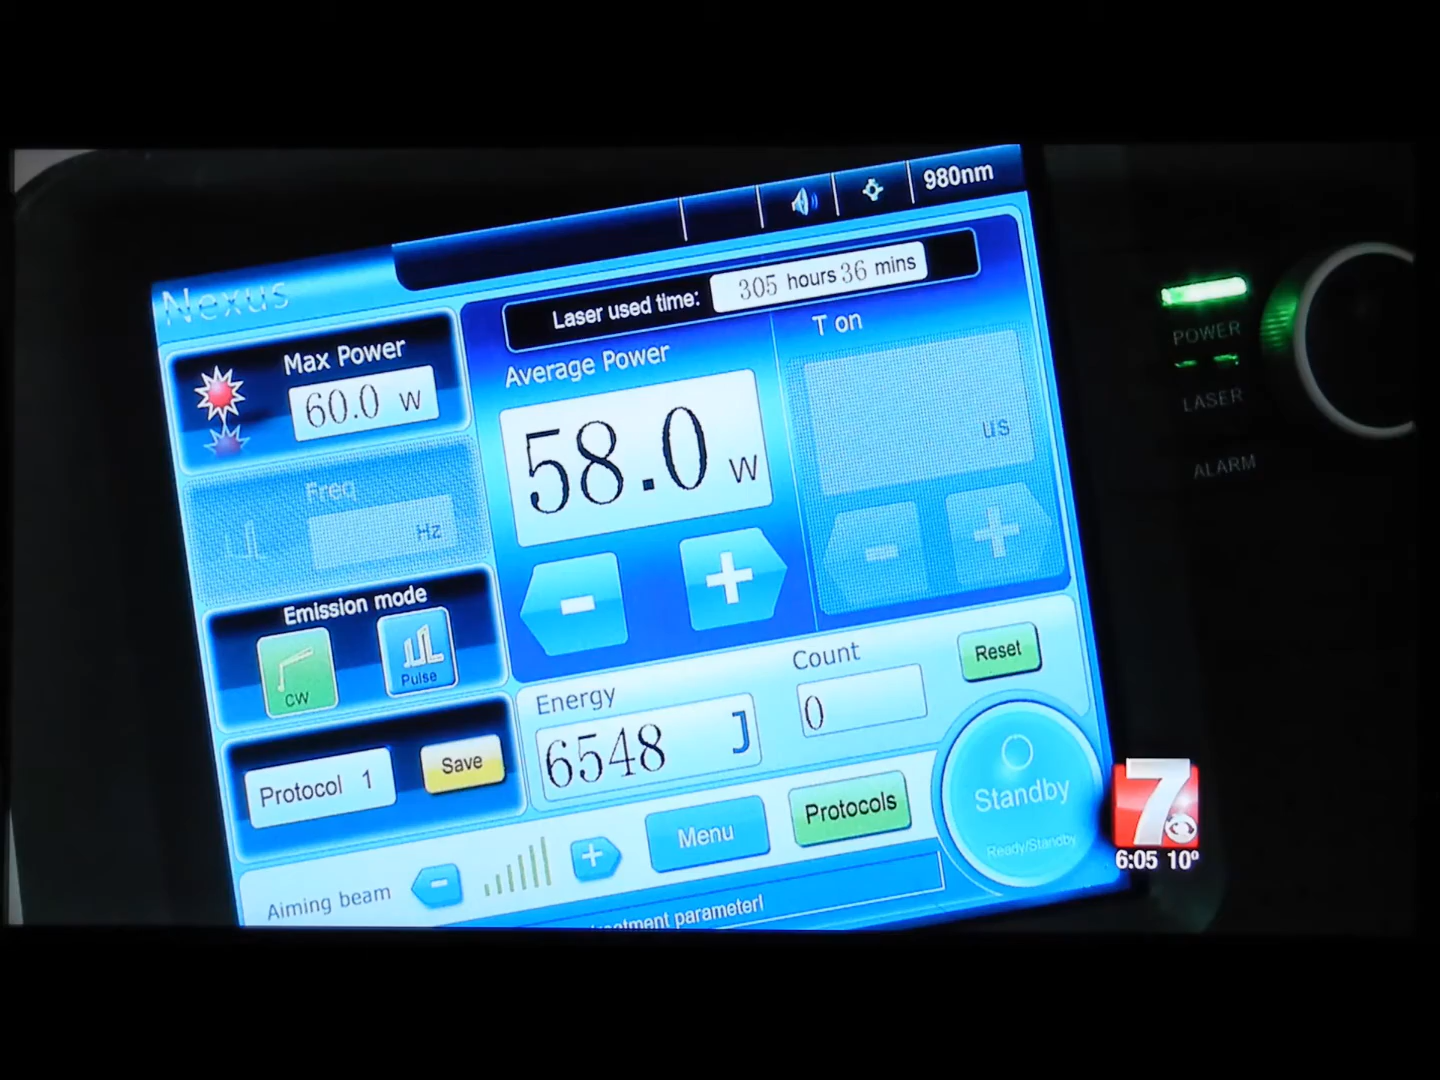 980nm
Nexus
Laser used time: 305 hours 36 mins
Max Power
60.0 W
Average Power
58.0 W
T on
us
Freq
Hz
- +
- +
Emission mode
CW
Pulse
Energy
6548 J
Count
0
Reset
Protocol 1
Save
Standby
Ready/Standby
Aiming beam - +
Menu
Protocols
treatment parameter!
POWER
LASER
ALARM
7
6:05 10°